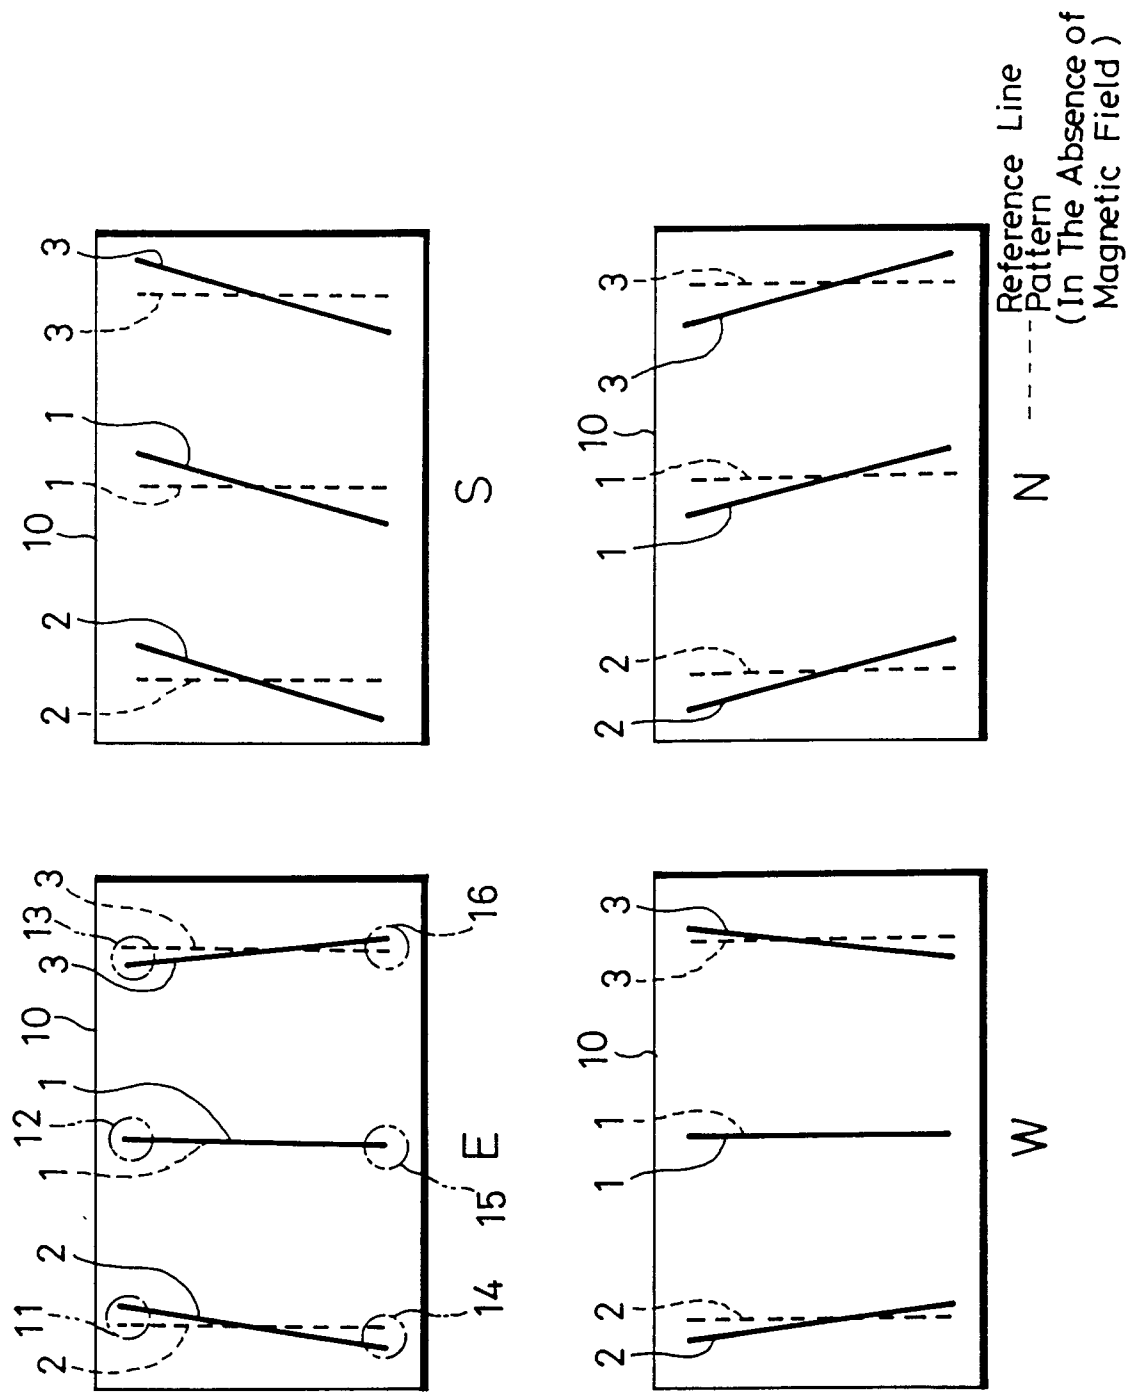 11 12 10 13
2 2 1 1 3 3
14 15 E 16
10
2 2 1 1 3 3
S
10
2 2 1 1 3 3
W
10
2 2 1 1 3 3
N
Reference Line
Pattern
(In The Absence of
Magnetic Field)